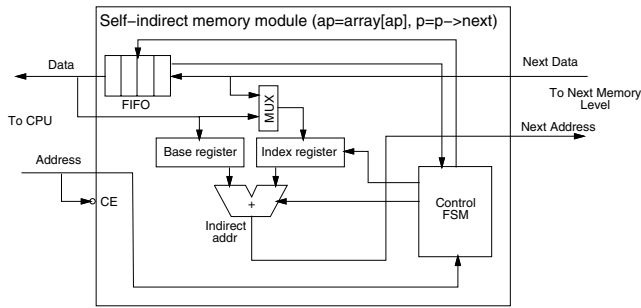 Self-indirect memory module (ap=array[ap], p=p->next)
Data
Next Data
FIFO
MUX
To Next Memory
Level
To CPU
Next Address
Base register
Index register
Address
CE
+
Control
FSM
Indirect
addr